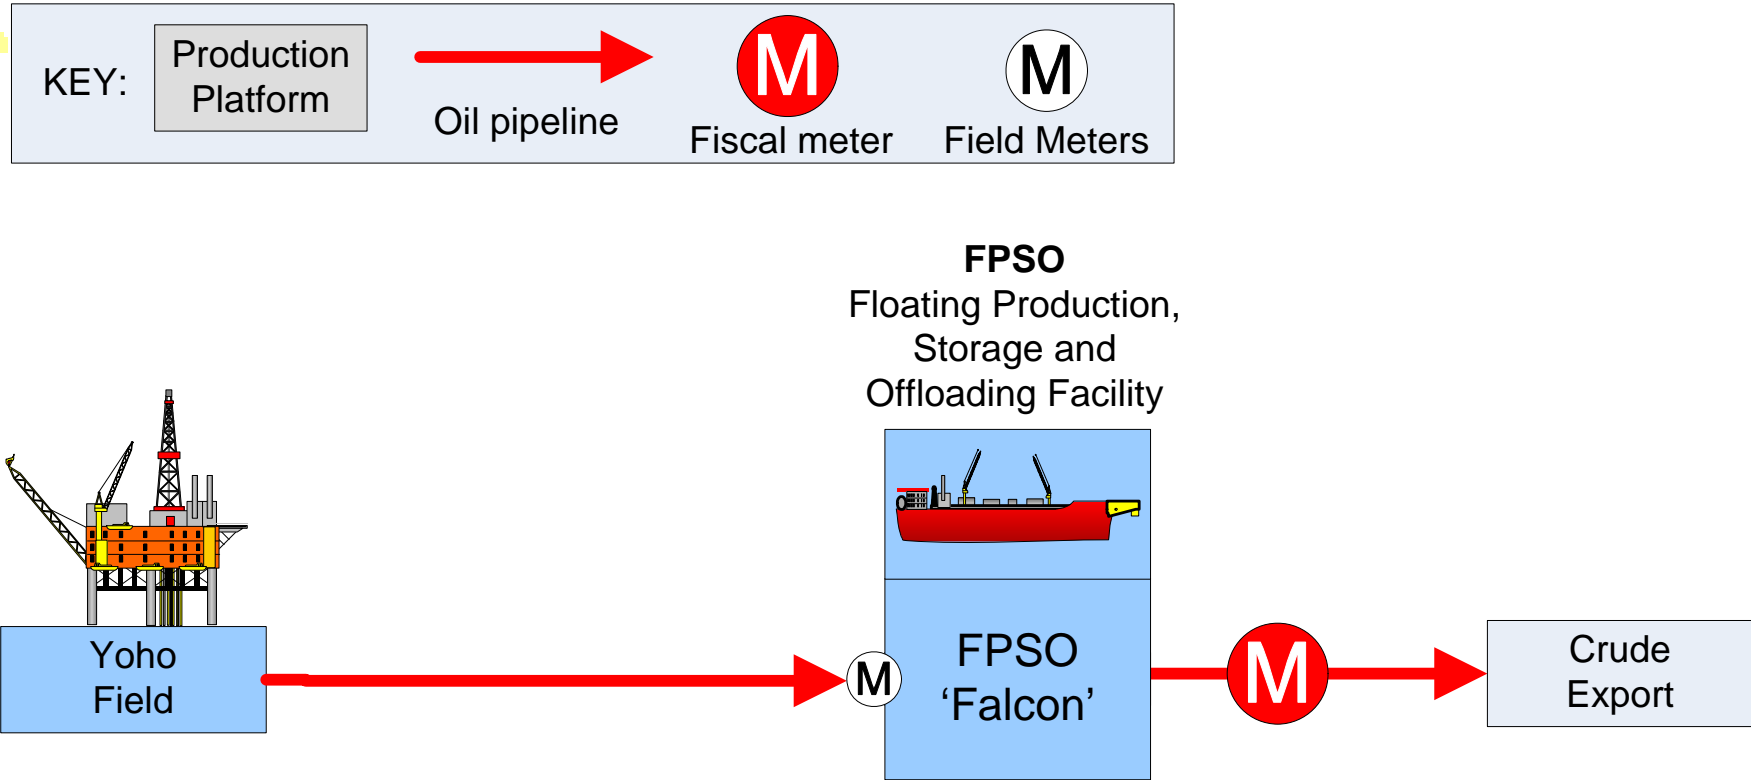 KEY:
Production
Platform
Oil pipeline
M
Fiscal meter
M
Field Meters
FPSO
Floating Production,
Storage and
Offloading Facility
Yoho
Field
M
FPSO
‘Falcon’
M
Crude
Export